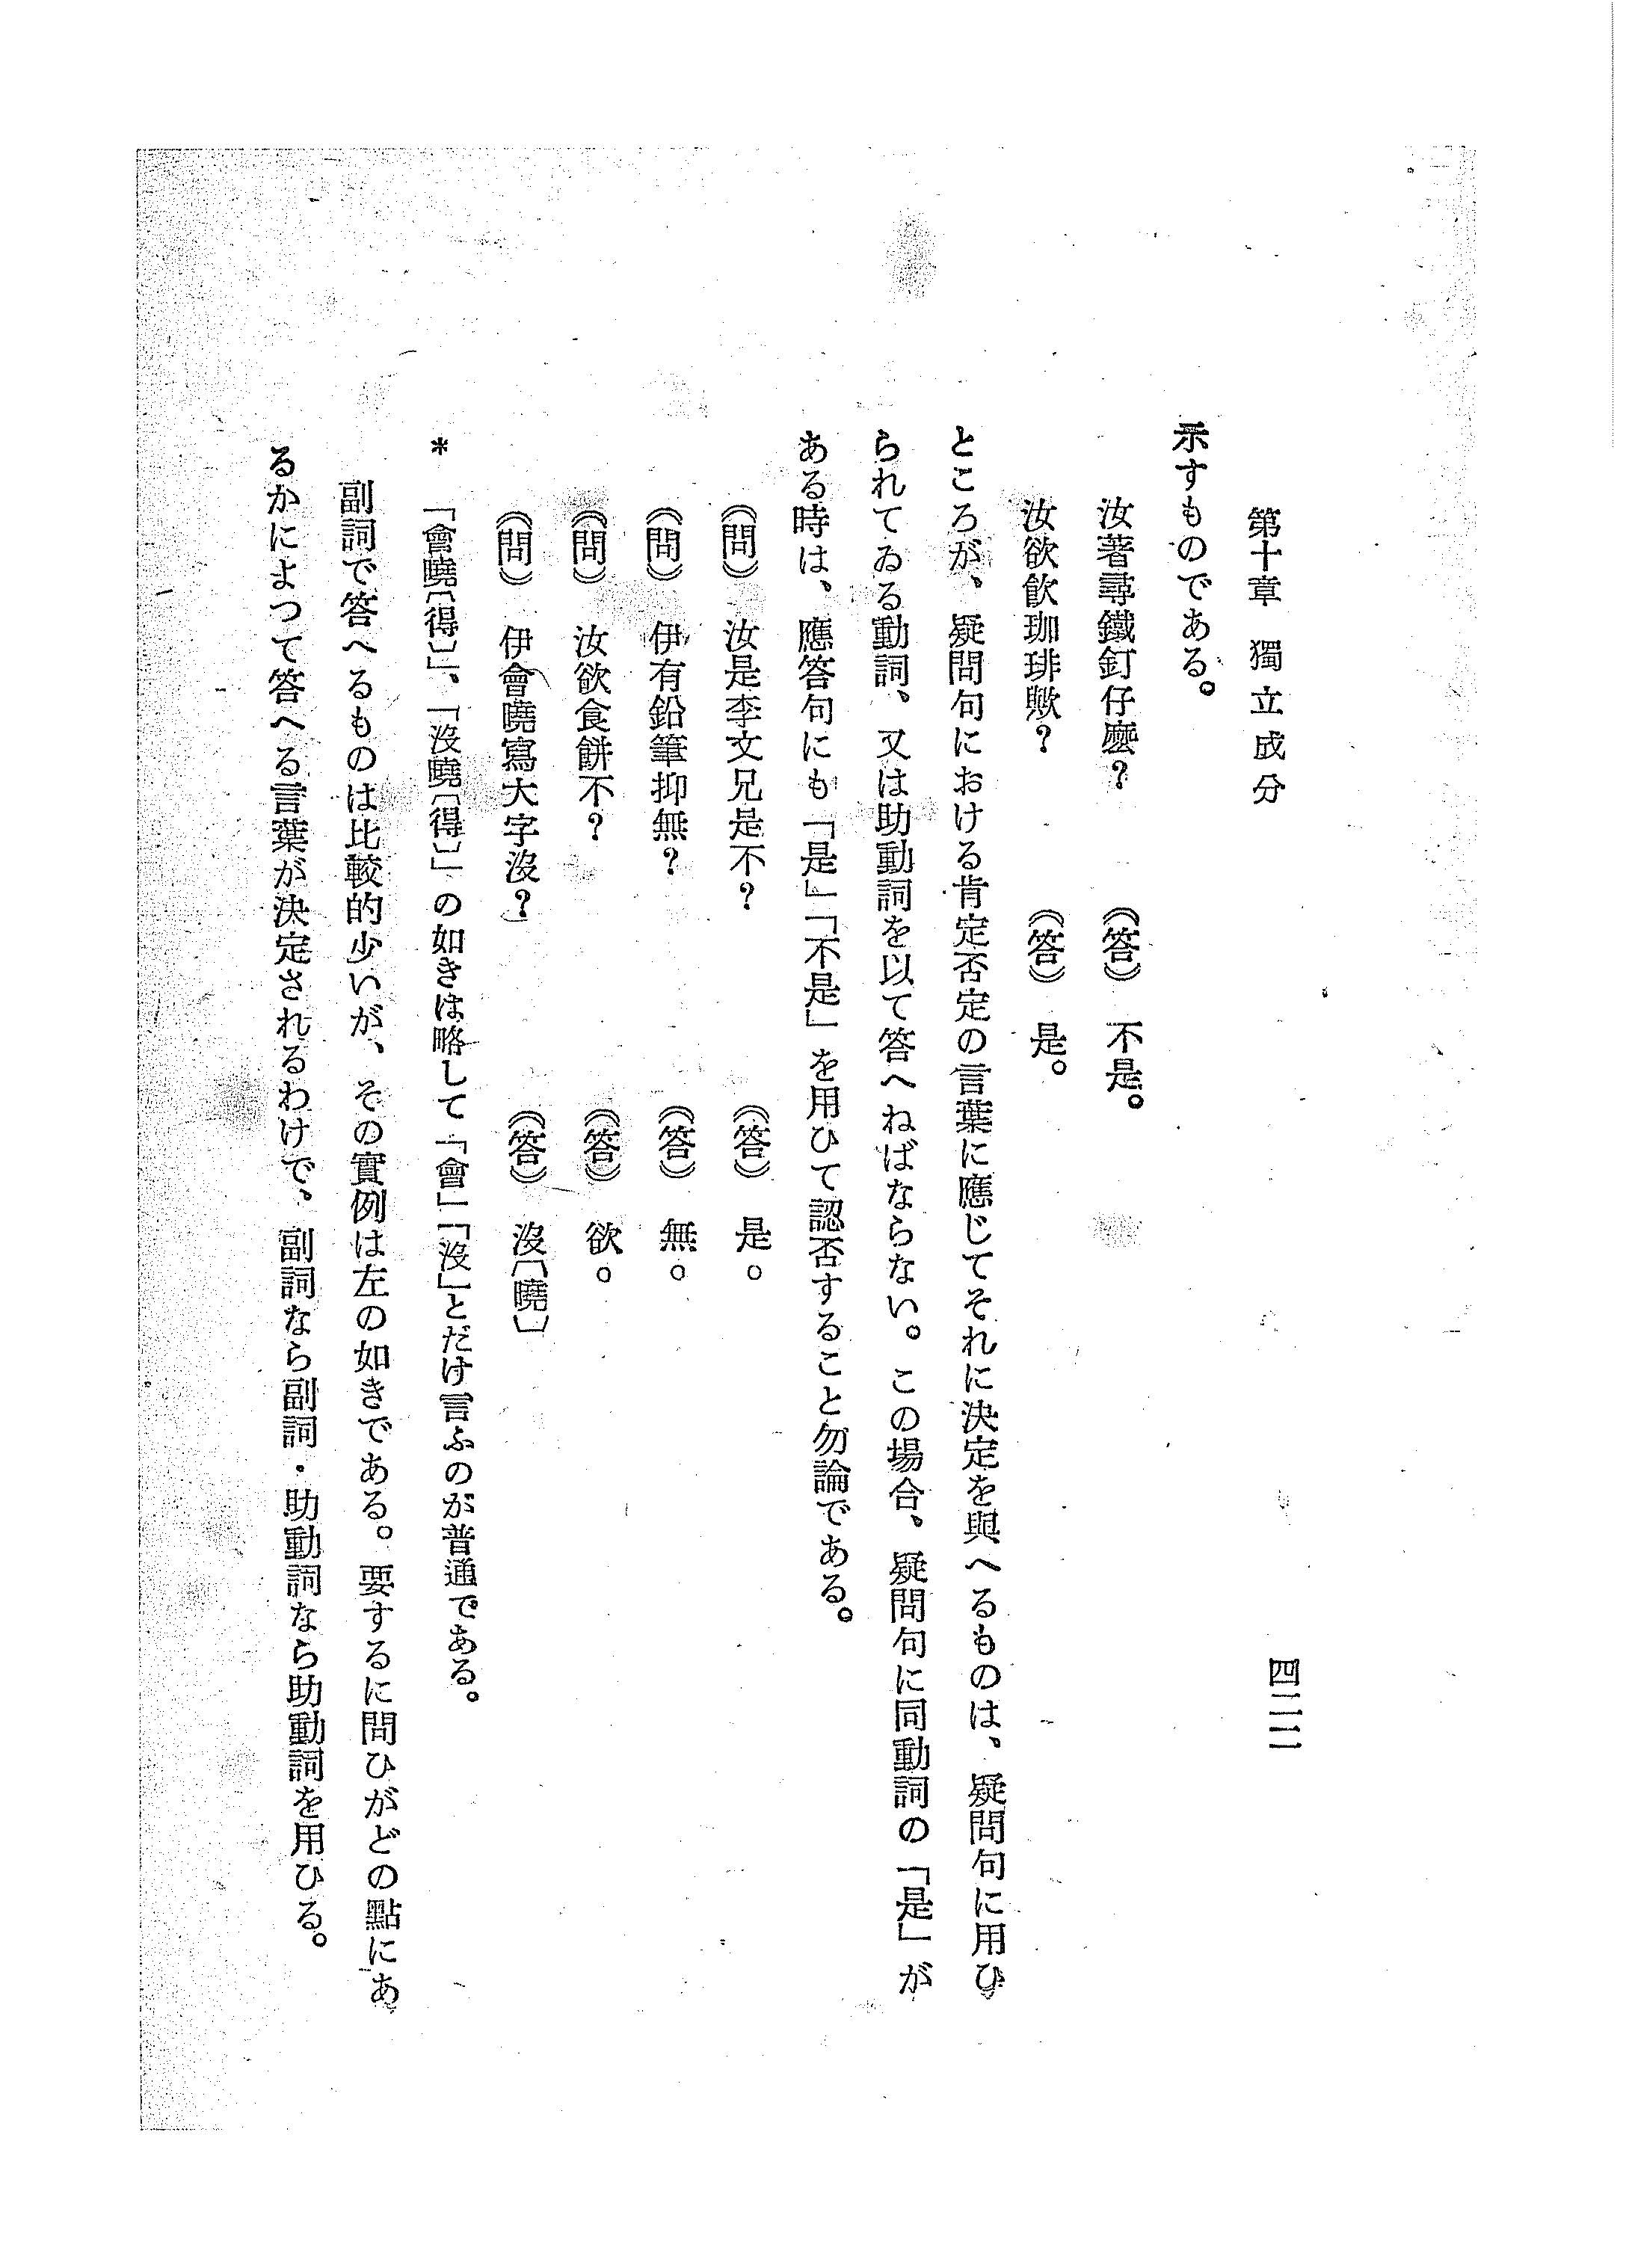 第十章　獨立成分
四二二
示すものである。
汝著尋鐵釘仔麽？　（答）　不是。
汝欲飮珈琲歟？　（答）　是。
ところが、疑問句における肯定否定の言葉に應じてそれに決定を與へるものは、疑問句に用ひ
られてゐる動詞、又は助動詞を以て答へねばならない。この場合、疑問句に同動詞の「是」が
ある時は、應答句にも「是」「不是」を用ひて認否すること勿論である。
（問）　汝是李文兄是不？　（答）　是。
（問）　伊有鉛筆抑無？　（答）　無。
（問）　汝欲食餠不？　（答）　欲。
（問）　伊會曉寫大字沒？　（答）　沒〔曉〕
＊　「會曉〔得〕」、「沒曉〔得〕」の如きは略して「會」「沒」とだけ言ふのが普通である。
副詞で答へるものは比較的少いが、その實例は左の如きである。要するに問ひがどの點にあ
るかによつて答へる言葉が決定されるわけで、副詞なら副詞・助動詞なら助動詞を用ひる。